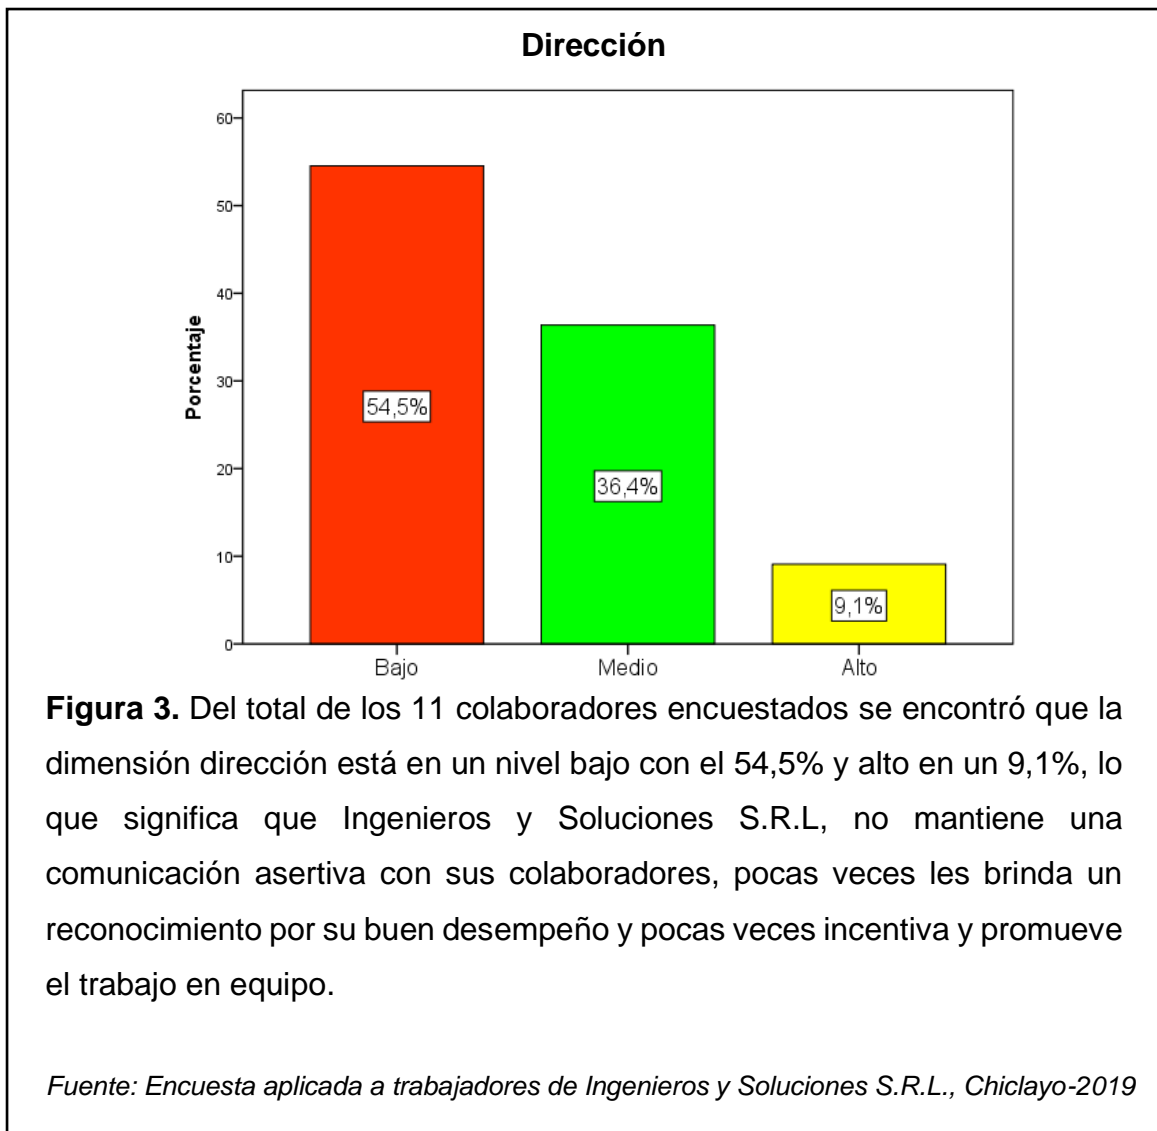 Dirección
Porcentaje
60
50
40
30
20
10
0
54,5%
36,4%
9,1%
Bajo
Medio
Alto
Figura 3. Del total de los 11 colaboradores encuestados se encontró que la
dimensión dirección está en un nivel bajo con el 54,5% y alto en un 9,1%, lo
que significa que Ingenieros y Soluciones S.R.L, no mantiene una
comunicación asertiva con sus colaboradores, pocas veces les brinda un
reconocimiento por su buen desempeño y pocas veces incentiva y promueve
el trabajo en equipo.
Fuente: Encuesta aplicada a trabajadores de Ingenieros y Soluciones S.R.L., Chiclayo-2019